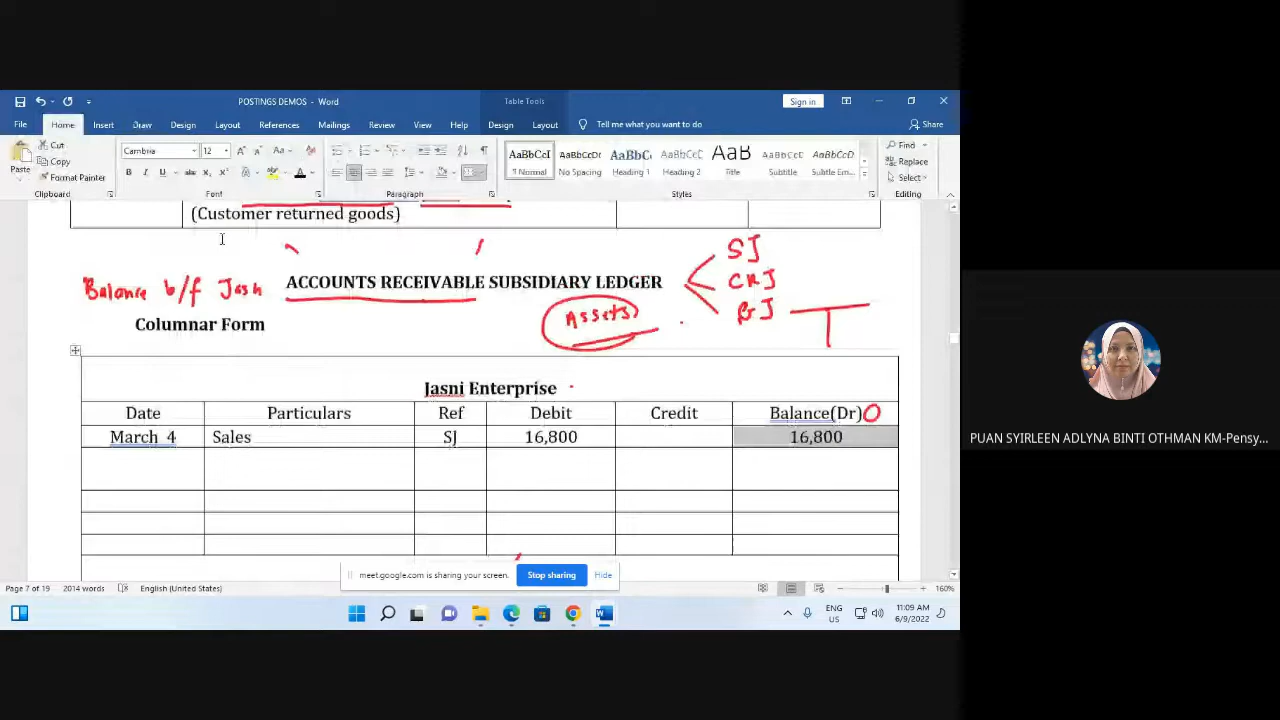 POSTINGS DEMOS - Word
Table Tools
Sign in
File Home Insert Draw Design Layout References Mailings Review View Help Design Layout Tell me what you want to do Share
Paste
Cut
Copy
Format Painter
Clipboard
Cambria 12
Font
Paragraph
AaBbCcI AaBbCcDc AaBbC AaBbCcD AaB AaBbCcD AaBbCcDt
¶ Normal No Spacing Heading 1 Heading 2 Title Subtitle Subtle Em...
Styles
Find
Replace
Select
Editing
(Customer returned goods)
SJ
Balance b/f
ACCOUNTS RECEIVABLE SUBSIDIARY LEDGER
CRJ
Columnar Form
Assets
Jasni Enterprise
Date Particulars Ref Debit Credit Balance(Dr)
March 4 Sales SJ 16,800 16,800
meet.google.com is sharing your screen. Stop sharing Hide
Page 7 of 19 2014 words English (United States) 160%
ENG
US
11:09 AM
6/9/2022
PUAN SYIRLEEN ADLYNA BINTI OTHMAN KM-Pensy...